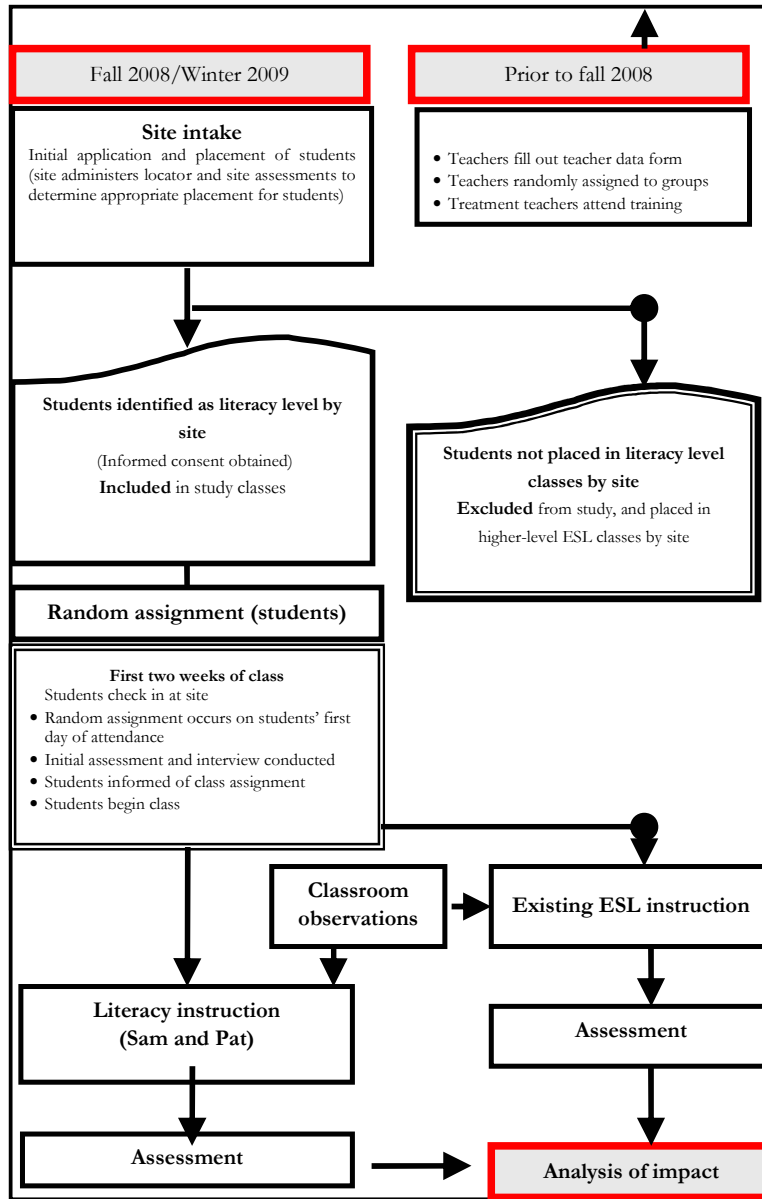 Fall 2008/Winter 2009
Prior to fall 2008
Site intake
Initial application and placement of students
(site administers locator and site assessments to
determine appropriate placement for students)
• Teachers fill out teacher data form
• Teachers randomly assigned to groups
• Treatment teachers attend training
Students identified as literacy level by
site
(Informed consent obtained)
Included in study classes
Students not placed in literacy level
classes by site
Excluded from study, and placed in
higher-level ESL classes by site
Random assignment (students)
First two weeks of class
Students check in at site
• Random assignment occurs on students’ first
day of attendance
• Initial assessment and interview conducted
• Students informed of class assignment
• Students begin class
Classroom
observations
Existing ESL instruction
Literacy instruction
(Sam and Pat)
Assessment
Assessment
Analysis of impact